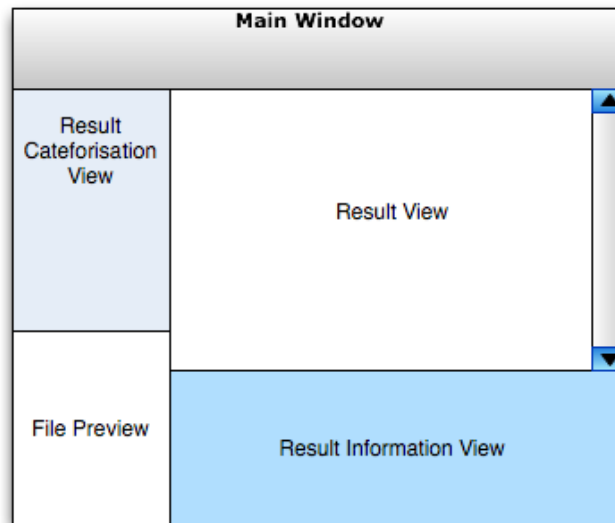 Main Window
Result
Cateforisation
View
Result View
File Preview
Result Information View